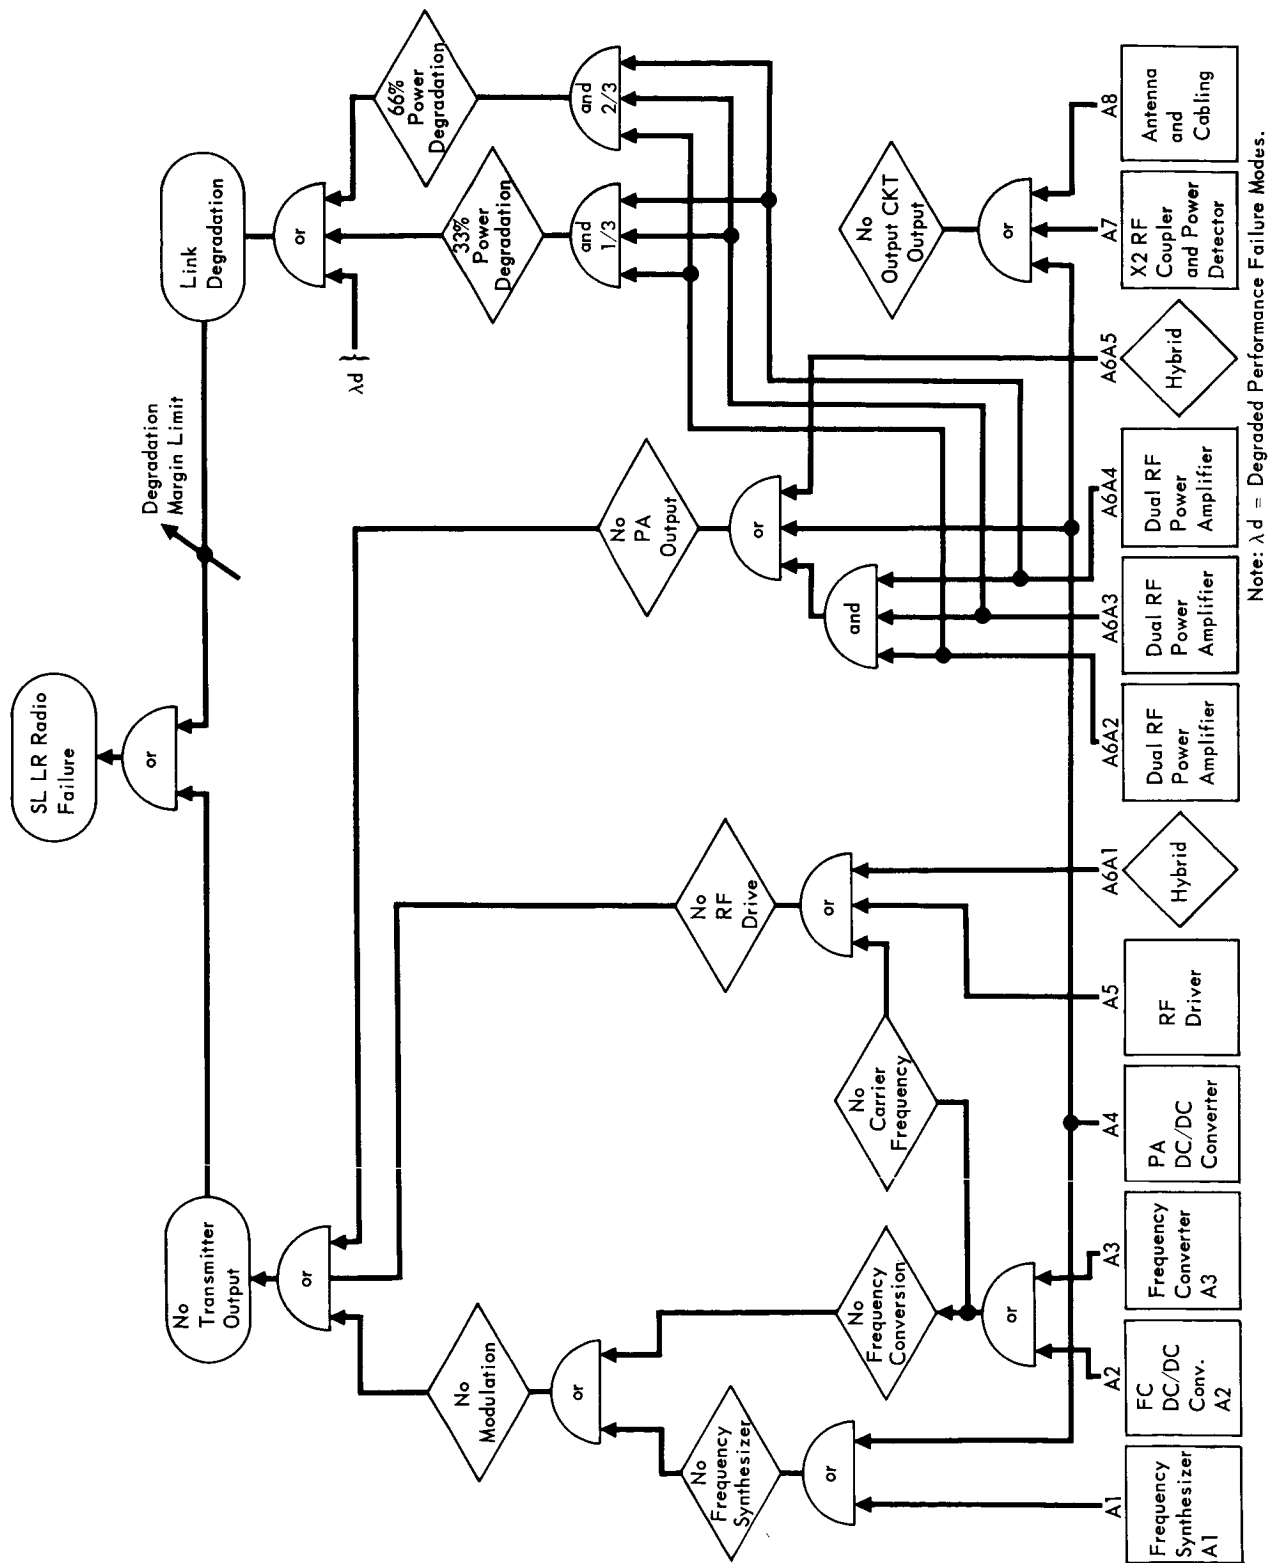 SL LR Radio
Failure
or
Degradation
Margin Limit
No
Transmitter
Output
Link
Degradation
or
or
λd }
66%
Power
Degradation
33%
Power
Degradation
and
2/3
and
1/3
No
Modulation
or
No
Frequency
Synthesizer
or
No
Frequency
Conversion
or
No
Carrier
Frequency
No
RF
Drive
or
No
PA
Output
or
and
No
Output CKT
Output
or
A1
A2
A3
A4
A5
A6A1
A6A2
A6A3
A6A4
A6A5
A7
A8
Frequency
Synthesizer
A1
FC
DC/DC
Conv.
A2
Frequency
Converter
A3
PA
DC/DC
Converter
RF
Driver
Hybrid
Dual RF
Power
Amplifier
Dual RF
Power
Amplifier
Dual RF
Power
Amplifier
Hybrid
X2 RF
Coupler
and Power
Detector
Antenna
and
Cabling
Note: λd = Degraded Performance Failure Modes.